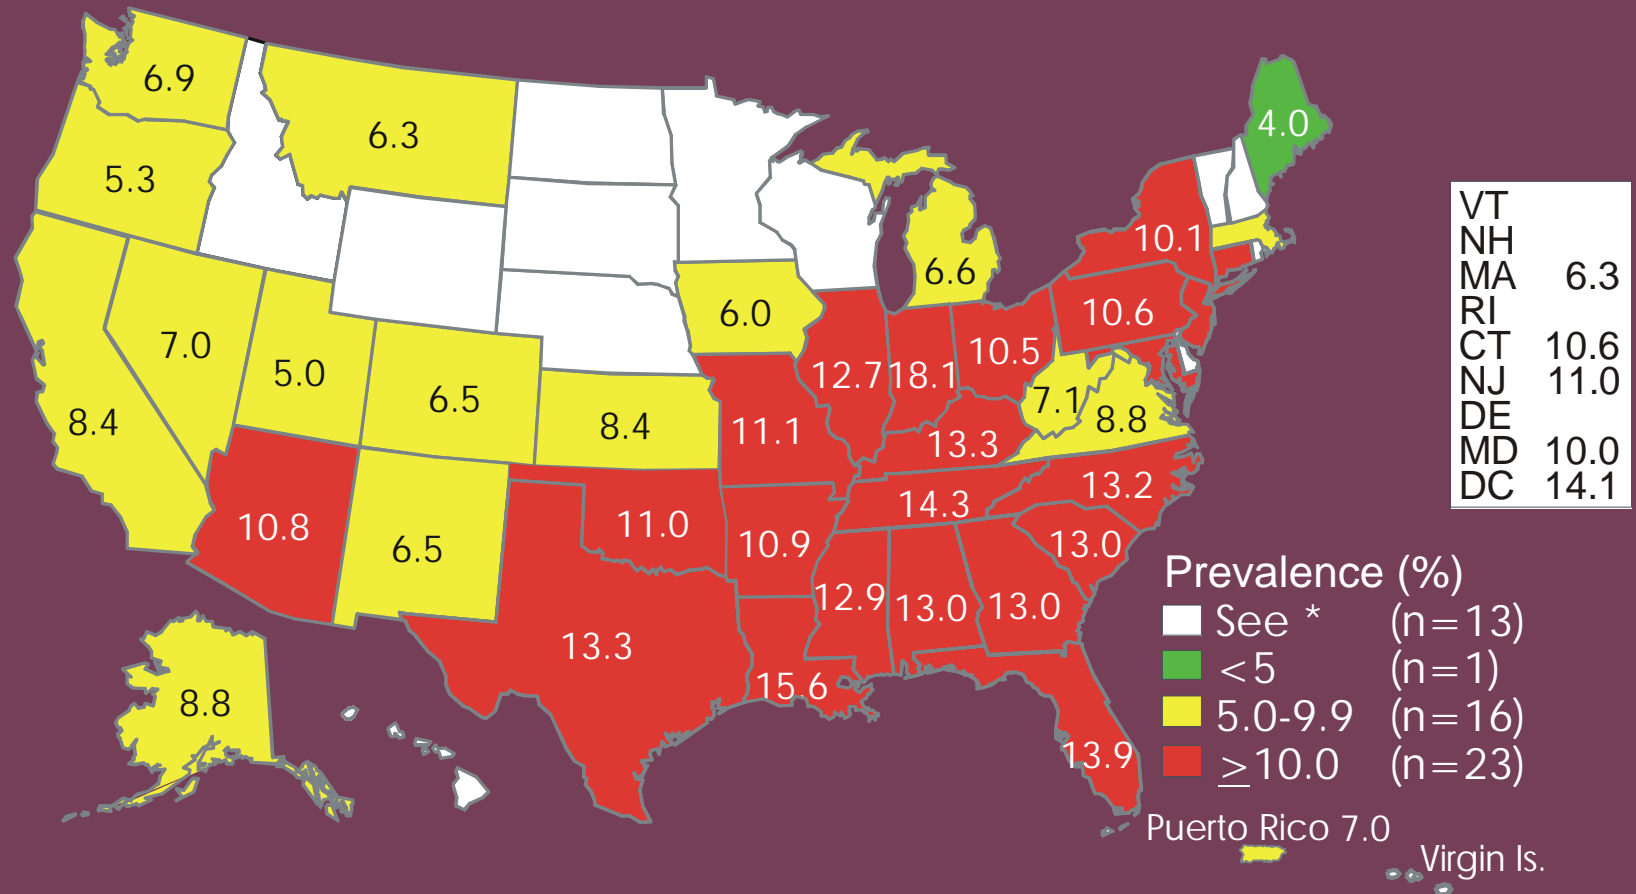 6.9
6.3
4.0
5.3
VT
NH
MA 6.3
RI
CT 10.6
NJ 11.0
DE
MD 10.0
DC 14.1
10.1
6.6
6.0
10.6
7.0
5.0
6.5
8.4
12.7
18.1
10.5
7.1
8.8
8.4
11.1
13.3
13.2
14.3
10.8
6.5
11.0
10.9
13.0
12.9
13.0
13.0
13.3
15.6
13.9
8.8
Prevalence (%)
See * (n=13)
<5 (n=1)
5.0-9.9 (n=16)
≥10.0 (n=23)
Puerto Rico 7.0
Virgin Is.